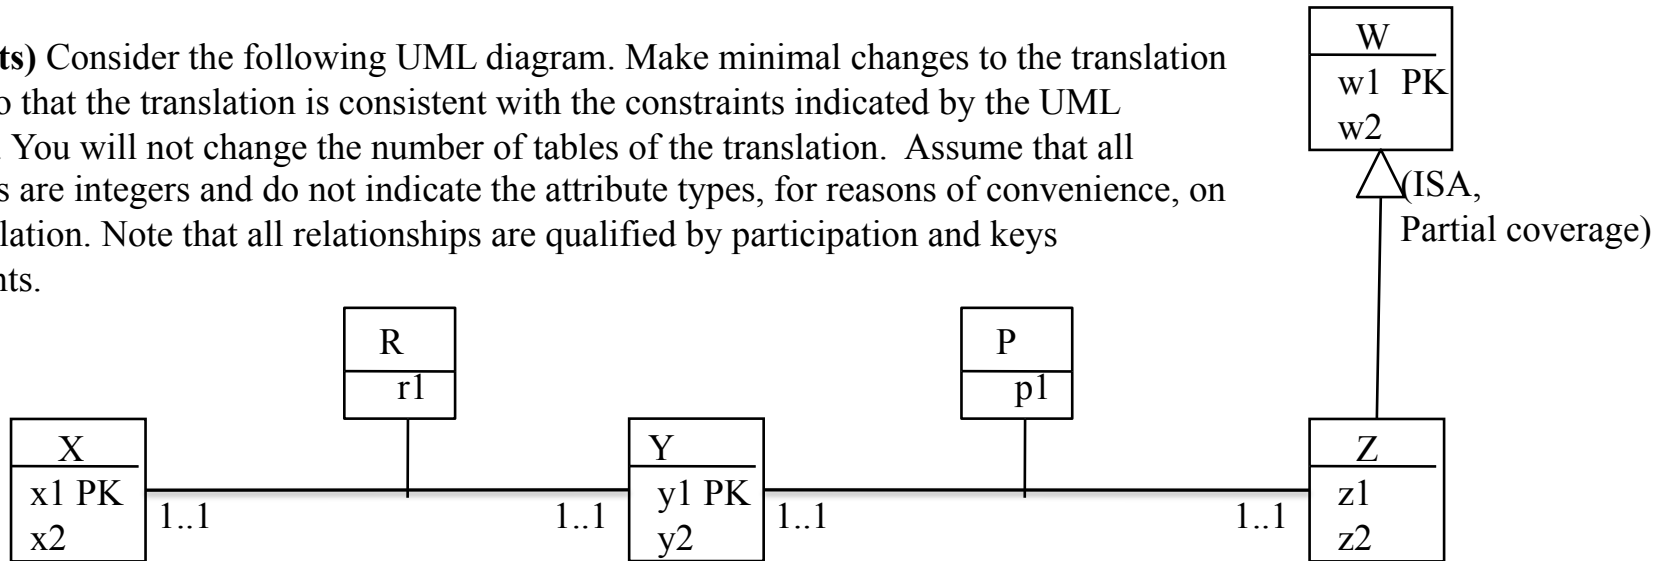 ts) Consider the following UML diagram. Make minimal changes to the translation
o that the translation is consistent with the constraints indicated by the UML
. You will not change the number of tables of the translation. Assume that all
s are integers and do not indicate the attribute types, for reasons of convenience, on
lation. Note that all relationships are qualified by participation and keys
nts.
W
w1 PK
w2
(ISA,
Partial coverage)
R
r1
P
p1
X
x1 PK
x2
1..1
1..1
Y
y1 PK
y2
1..1
1..1
Z
z1
z2